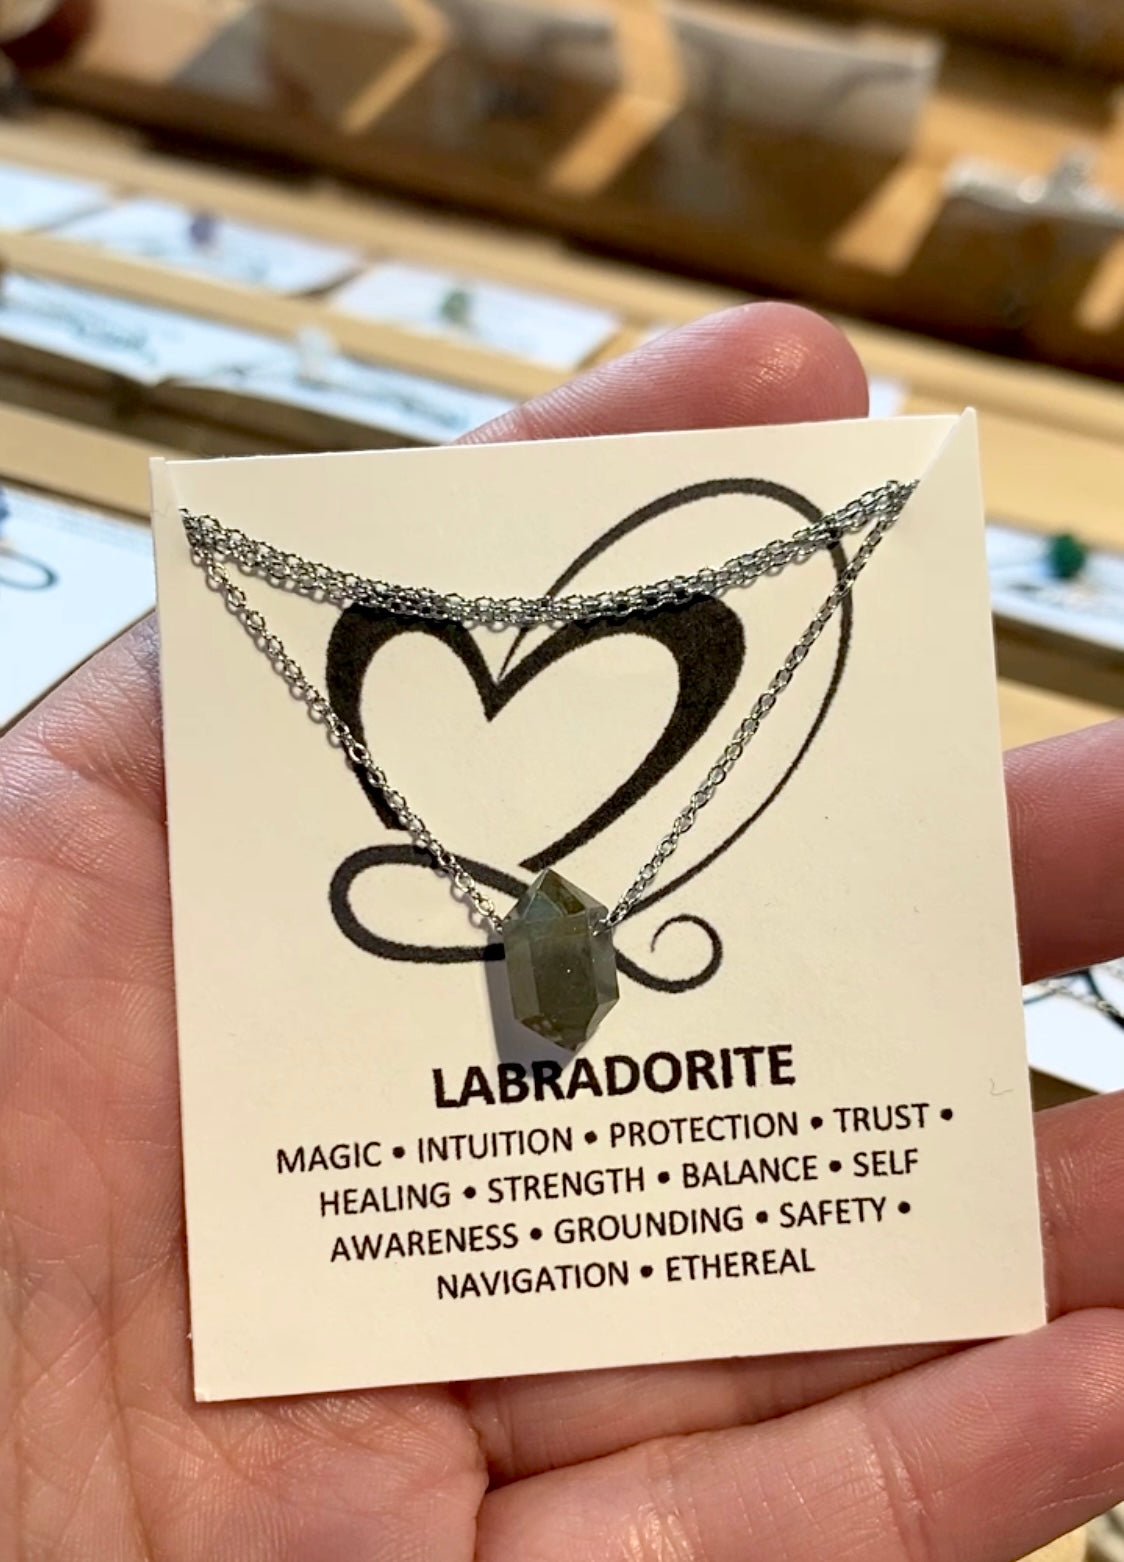 LABRADORITE
MAGIC • INTUITION • PROTECTION • TRUST •
HEALING • STRENGTH • BALANCE • SELF
AWARENESS • GROUNDING • SAFETY •
NAVIGATION • ETHEREAL